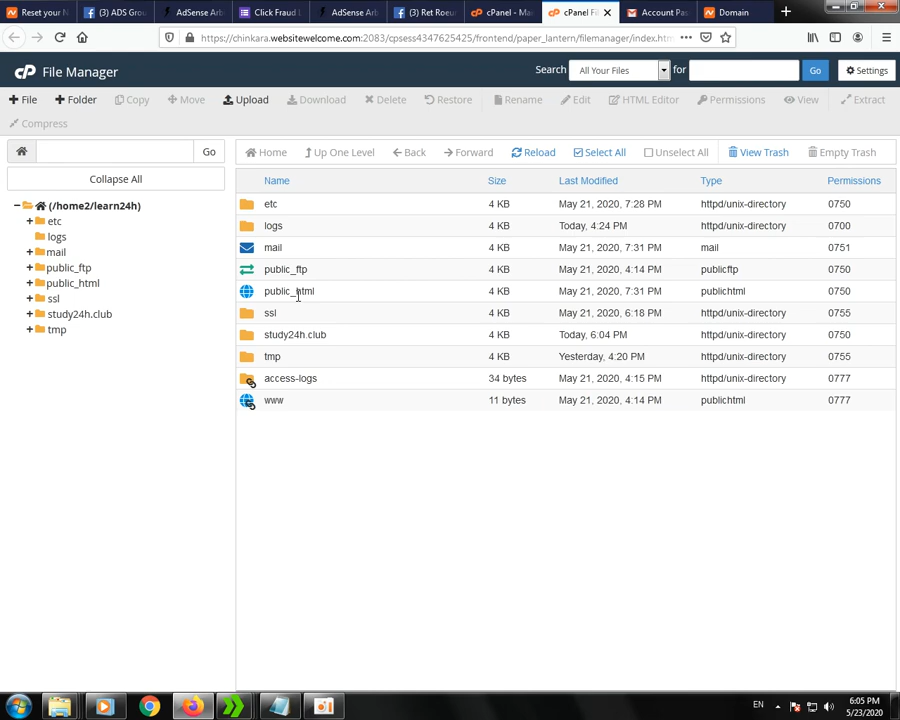 Reset your N
(3) ADS Grou
AdSense Arb
Click Fraud L
AdSense Arb
(3) Ret Roeur
cPanel - Ma
cPanel Fi
Account Pas
Domain
https://chinkara.websitewelcome.com:2083/cpsess4347625425/frontend/paper_lantern/filemanager/index.htm
cP File Manager
Search All Your Files for Go Settings
File Folder Copy Move Upload Download Delete Restore Rename Edit HTML Editor Permissions View Extract
Compress
Go
Home Up One Level Back Forward Reload Select All Unselect All View Trash Empty Trash
Collapse All
Name Size Last Modified Type Permissions
(/home2/learn24h)
etc
logs
mail
public_ftp
public_html
ssl
study24h.club
tmp
etc 4 KB May 21, 2020, 7:28 PM httpd/unix-directory 0750
logs 4 KB Today, 4:24 PM httpd/unix-directory 0700
mail 4 KB May 21, 2020, 7:31 PM mail 0751
public_ftp 4 KB May 21, 2020, 4:14 PM publicftp 0750
public_html 4 KB May 21, 2020, 7:31 PM publichtml 0750
ssl 4 KB May 21, 2020, 6:18 PM httpd/unix-directory 0755
study24h.club 4 KB Today, 6:04 PM httpd/unix-directory 0750
tmp 4 KB Yesterday, 4:20 PM httpd/unix-directory 0755
access-logs 34 bytes May 21, 2020, 4:15 PM httpd/unix-directory 0777
www 11 bytes May 21, 2020, 4:14 PM publichtml 0777
EN
6:05 PM
5/23/2020